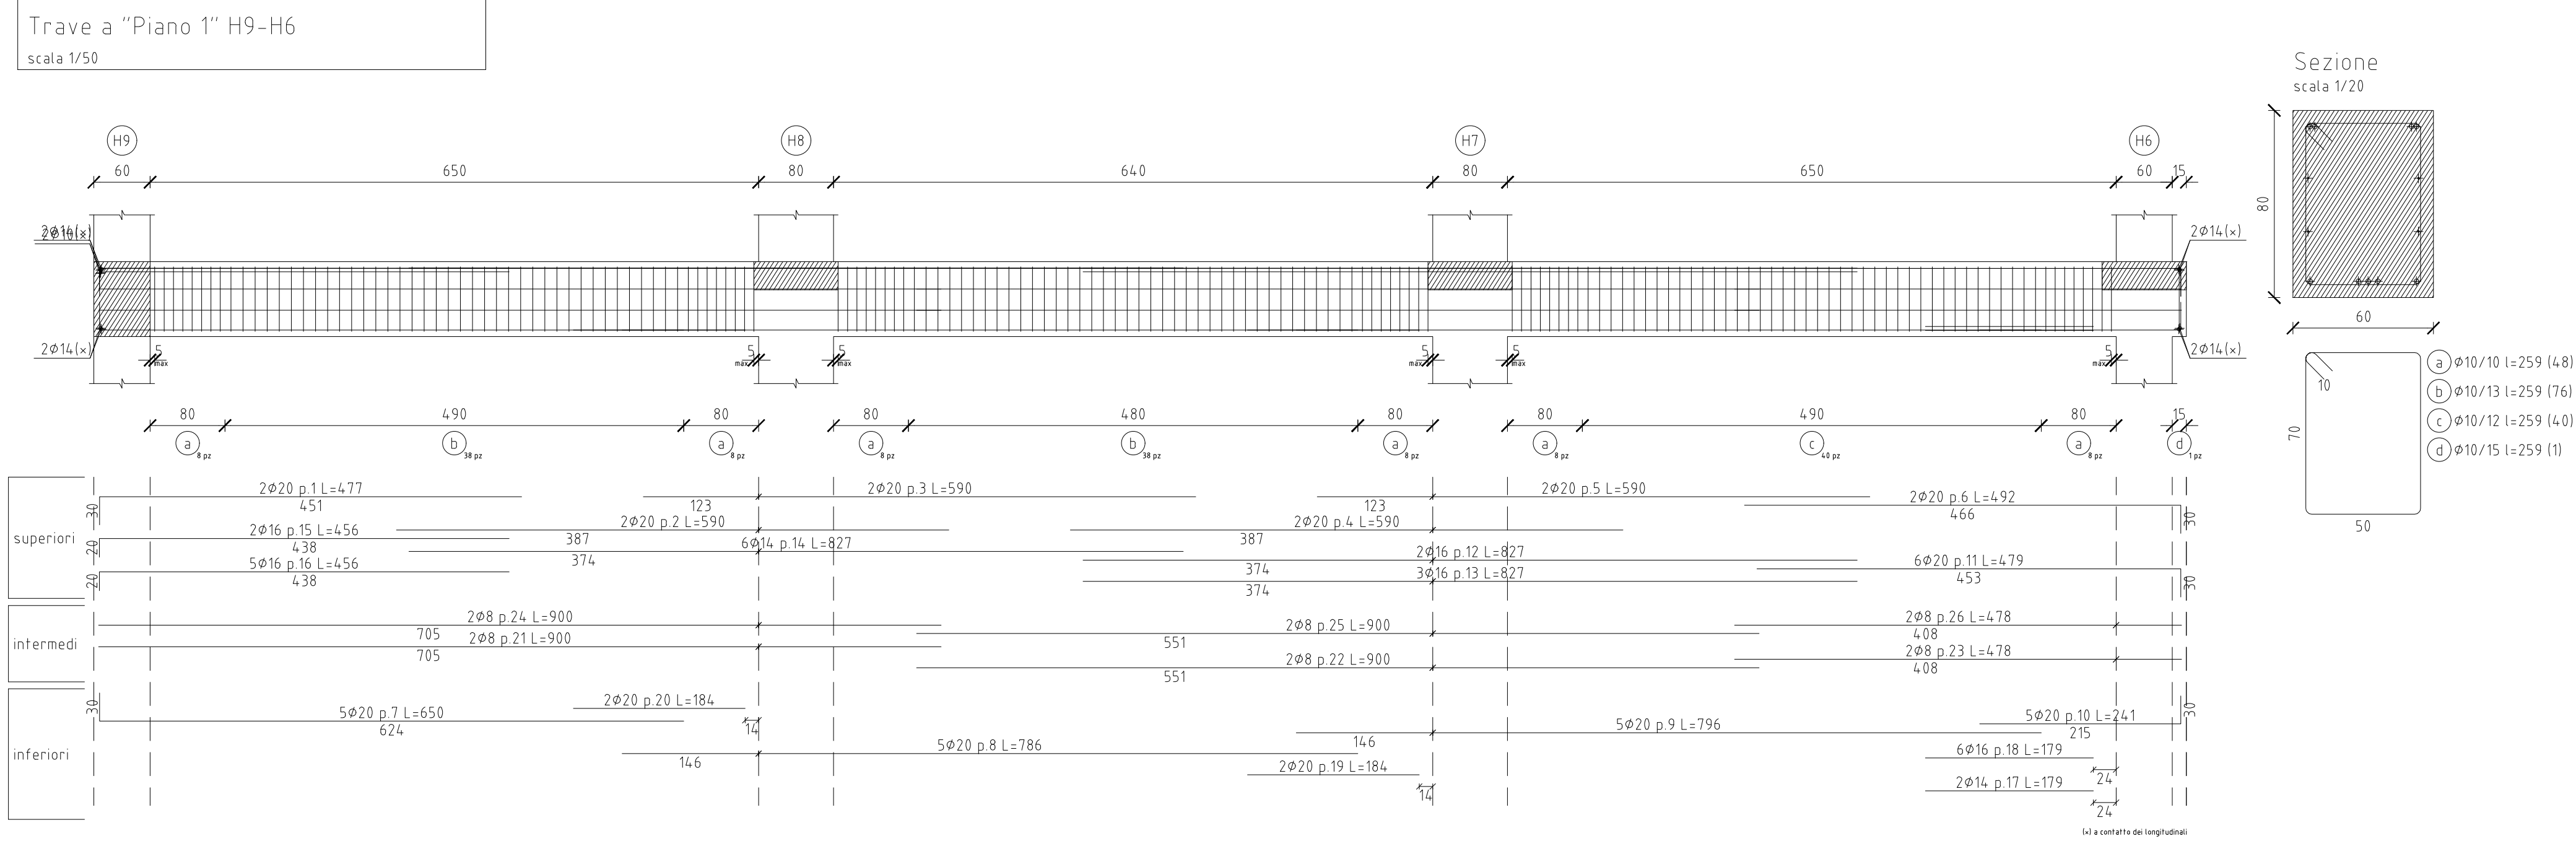 Trave a "Piano 1" H9-H6
scala 1/50
Sezione
scala 1/20
H9 H8 H7 H6
60 650 80 640 80 650 60 15
2ø14(×)
2ø14(×)
2ø14(×)
2ø14(×)
5 max 5 max 5 max 5 max 5 max 5 max
80
60
10
70
50
a ø10/10 l=259 (48)
b ø10/13 l=259 (76)
c ø10/12 l=259 (40)
d ø10/15 l=259 (1)
80 490 80 80 480 80 80 490 80 15
a 8 pz b 38 pz a 8 pz a 8 pz b 38 pz a 8 pz a 8 pz c 40 pz a 8 pz d 1 pz
superiori
2ø20 p.1 L=477
451
30
2ø20 p.3 L=590
123
2ø20 p.5 L=590
123
2ø20 p.6 L=492
466
30
2ø20 p.2 L=590
387
2ø20 p.4 L=590
387
2ø16 p.15 L=456
438
20
6ø14 p.14 L=827
374
2ø16 p.12 L=827
374
5ø16 p.16 L=456
438
20
3ø16 p.13 L=827
374
6ø20 p.11 L=479
453
30
intermedi
2ø8 p.24 L=900
705
2ø8 p.25 L=900
551
2ø8 p.26 L=478
408
2ø8 p.21 L=900
705
2ø8 p.22 L=900
551
2ø8 p.23 L=478
408
inferiori
2ø20 p.20 L=184
14
5ø20 p.7 L=650
624
30
5ø20 p.8 L=786
146
2ø20 p.19 L=184
14
5ø20 p.9 L=796
146
5ø20 p.10 L=241
215
30
6ø16 p.18 L=179
24
2ø14 p.17 L=179
24
(×) a contatto dei longitudinali